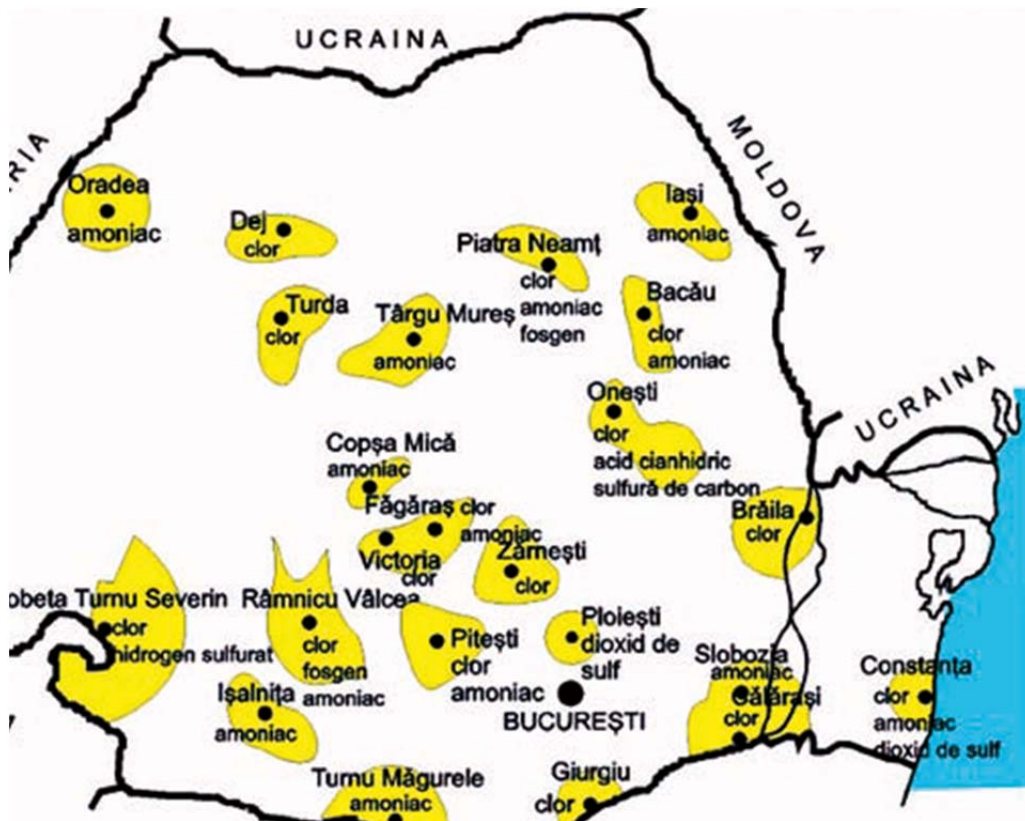 UCRAINA
RIA
MOLDOVA
Oradea
amoniac
Dej
clor
Iași
amoniac
Piatra Neamț
clor
amoniac
fosgen
Turda
clor
Târgu Mureș
amoniac
Bacău
clor
amoniac
Onești
clor
acid cianhidric
sulfură de carbon
UCRAINA
Copșa Mică
amoniac
Făgăraș clor
amoniac
Victoria
clor
Zărnești
clor
Brăila
clor
obeta Turnu Severin
clor
hidrogen sulfurat
Râmnicu Vâlcea
clor
fosgen
amoniac
Pitești
clor
amoniac
Ploiești
dioxid de
sulf
BUCUREȘTI
Slobozia
amoniac
Călărași
clor
Constanța
clor
amoniac
dioxid de sulf
Ișalnița
amoniac
Turnu Măgurele
amoniac
Giurgiu
clor